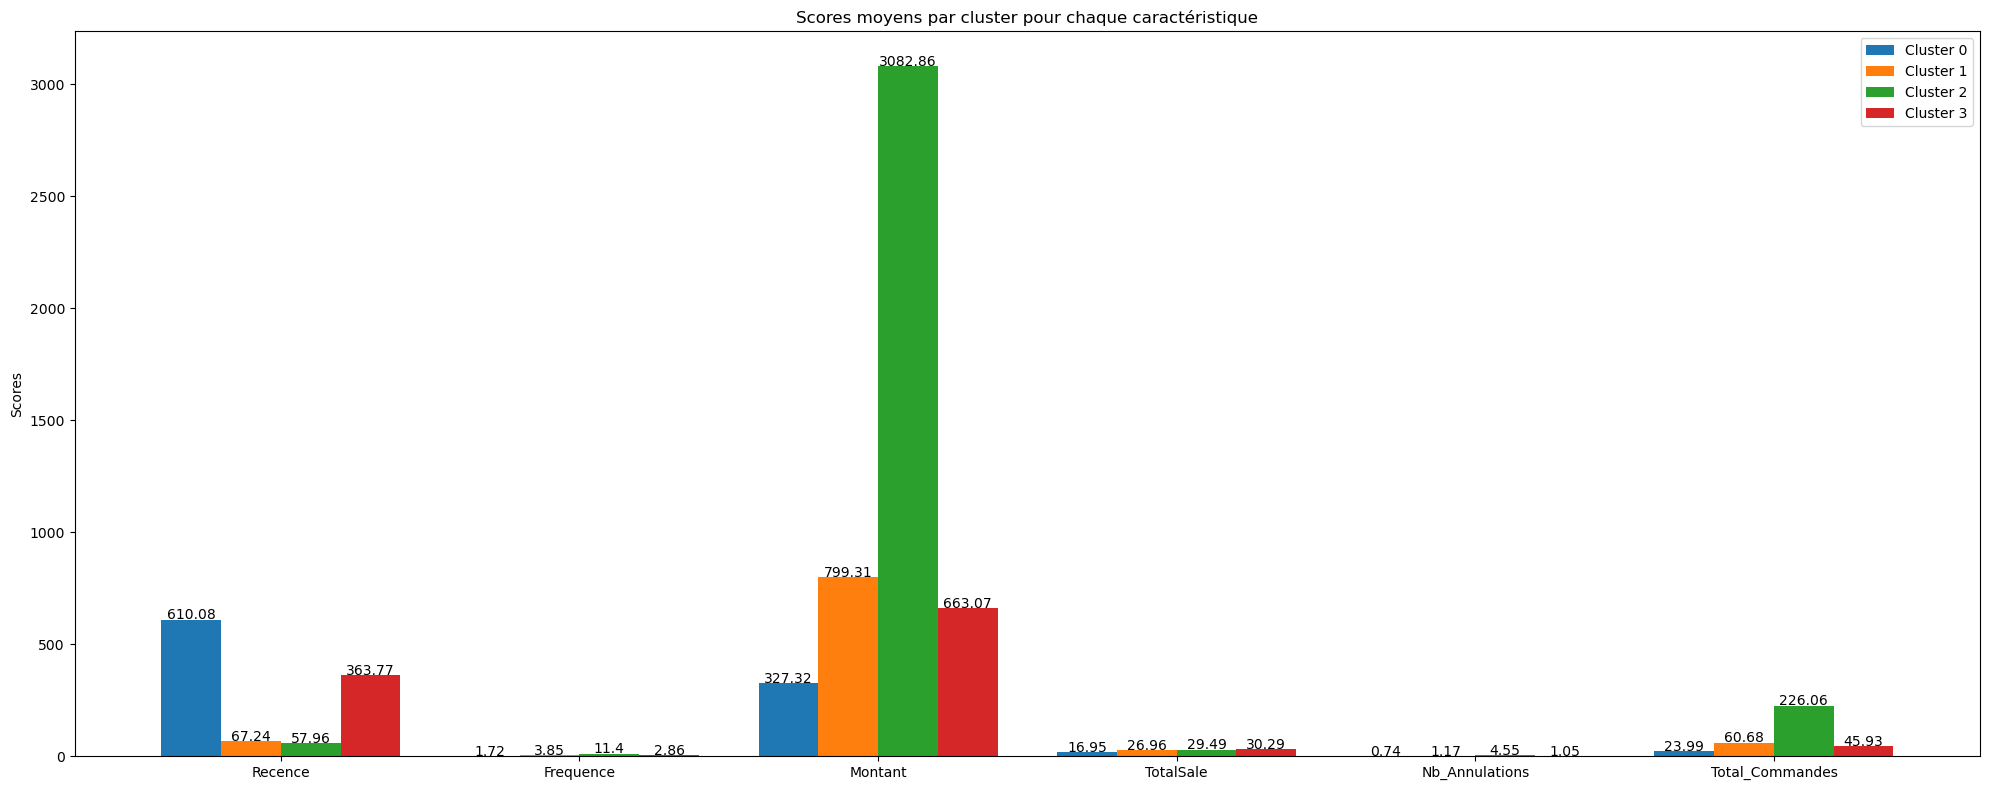 Scores moyens par cluster pour chaque caractéristique
Cluster 0
Cluster 1
Cluster 2
Cluster 3
Scores
3000
2500
2000
1500
1000
500
0
610.08
67.24
57.96
363.77
1.72
3.85
11.4
2.86
327.32
799.31
3082.86
663.07
16.95
26.96
29.49
30.29
0.74
1.17
4.55
1.05
23.99
60.68
226.06
45.93
Recence
Frequence
Montant
TotalSale
Nb_Annulations
Total_Commandes